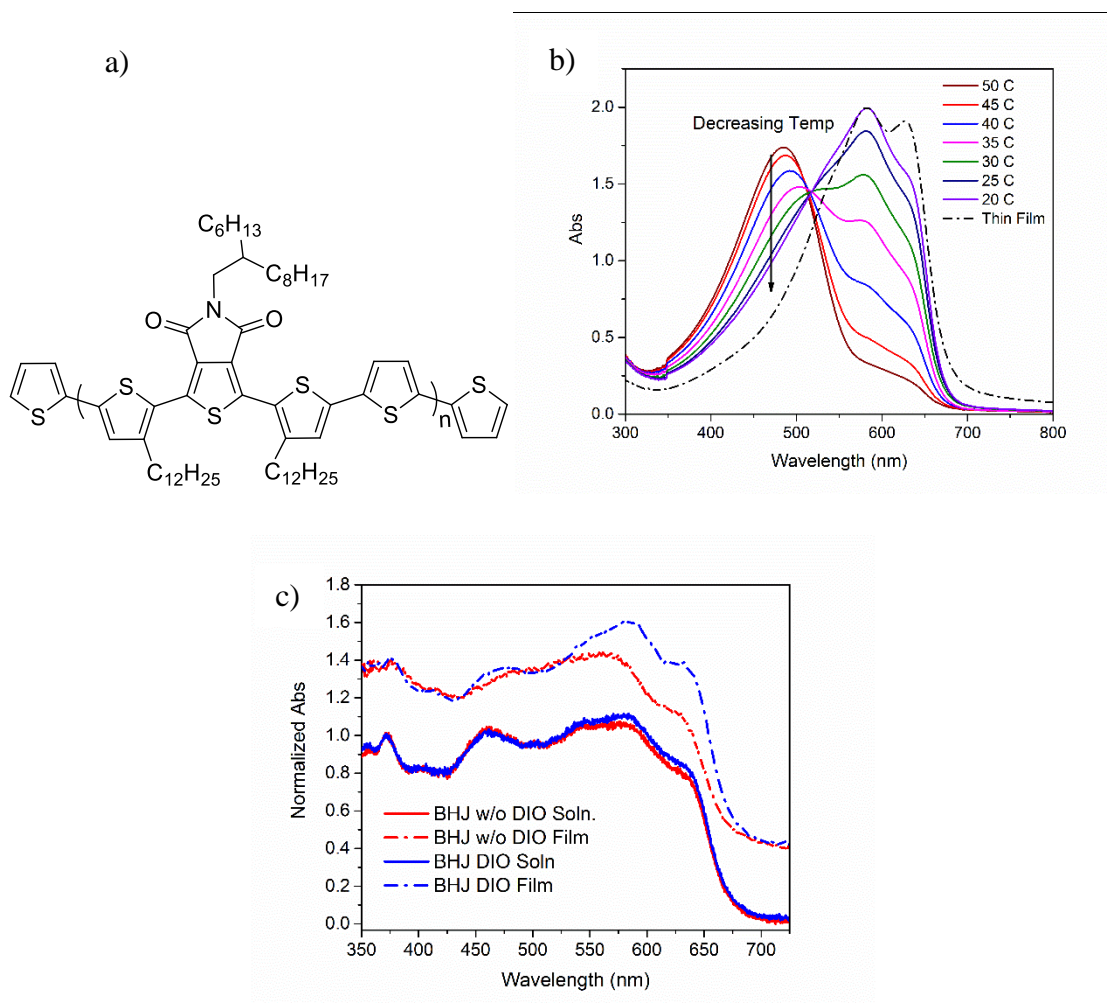 a)
C6H13
C8H17
N
O
O
S
S
S
S
S
S
n
C12H25
C12H25
b)
Decreasing Temp
50 C
45 C
40 C
35 C
30 C
25 C
20 C
Thin Film
Abs
2.0
1.5
1.0
0.5
0.0
300 400 500 600 700 800
Wavelength (nm)
c)
Normalized Abs
1.8
1.6
1.4
1.2
1.0
0.8
0.6
0.4
0.2
0.0
BHJ w/o DIO Soln.
BHJ w/o DIO Film
BHJ DIO Soln
BHJ DIO Film
350 400 450 500 550 600 650 700
Wavelength (nm)